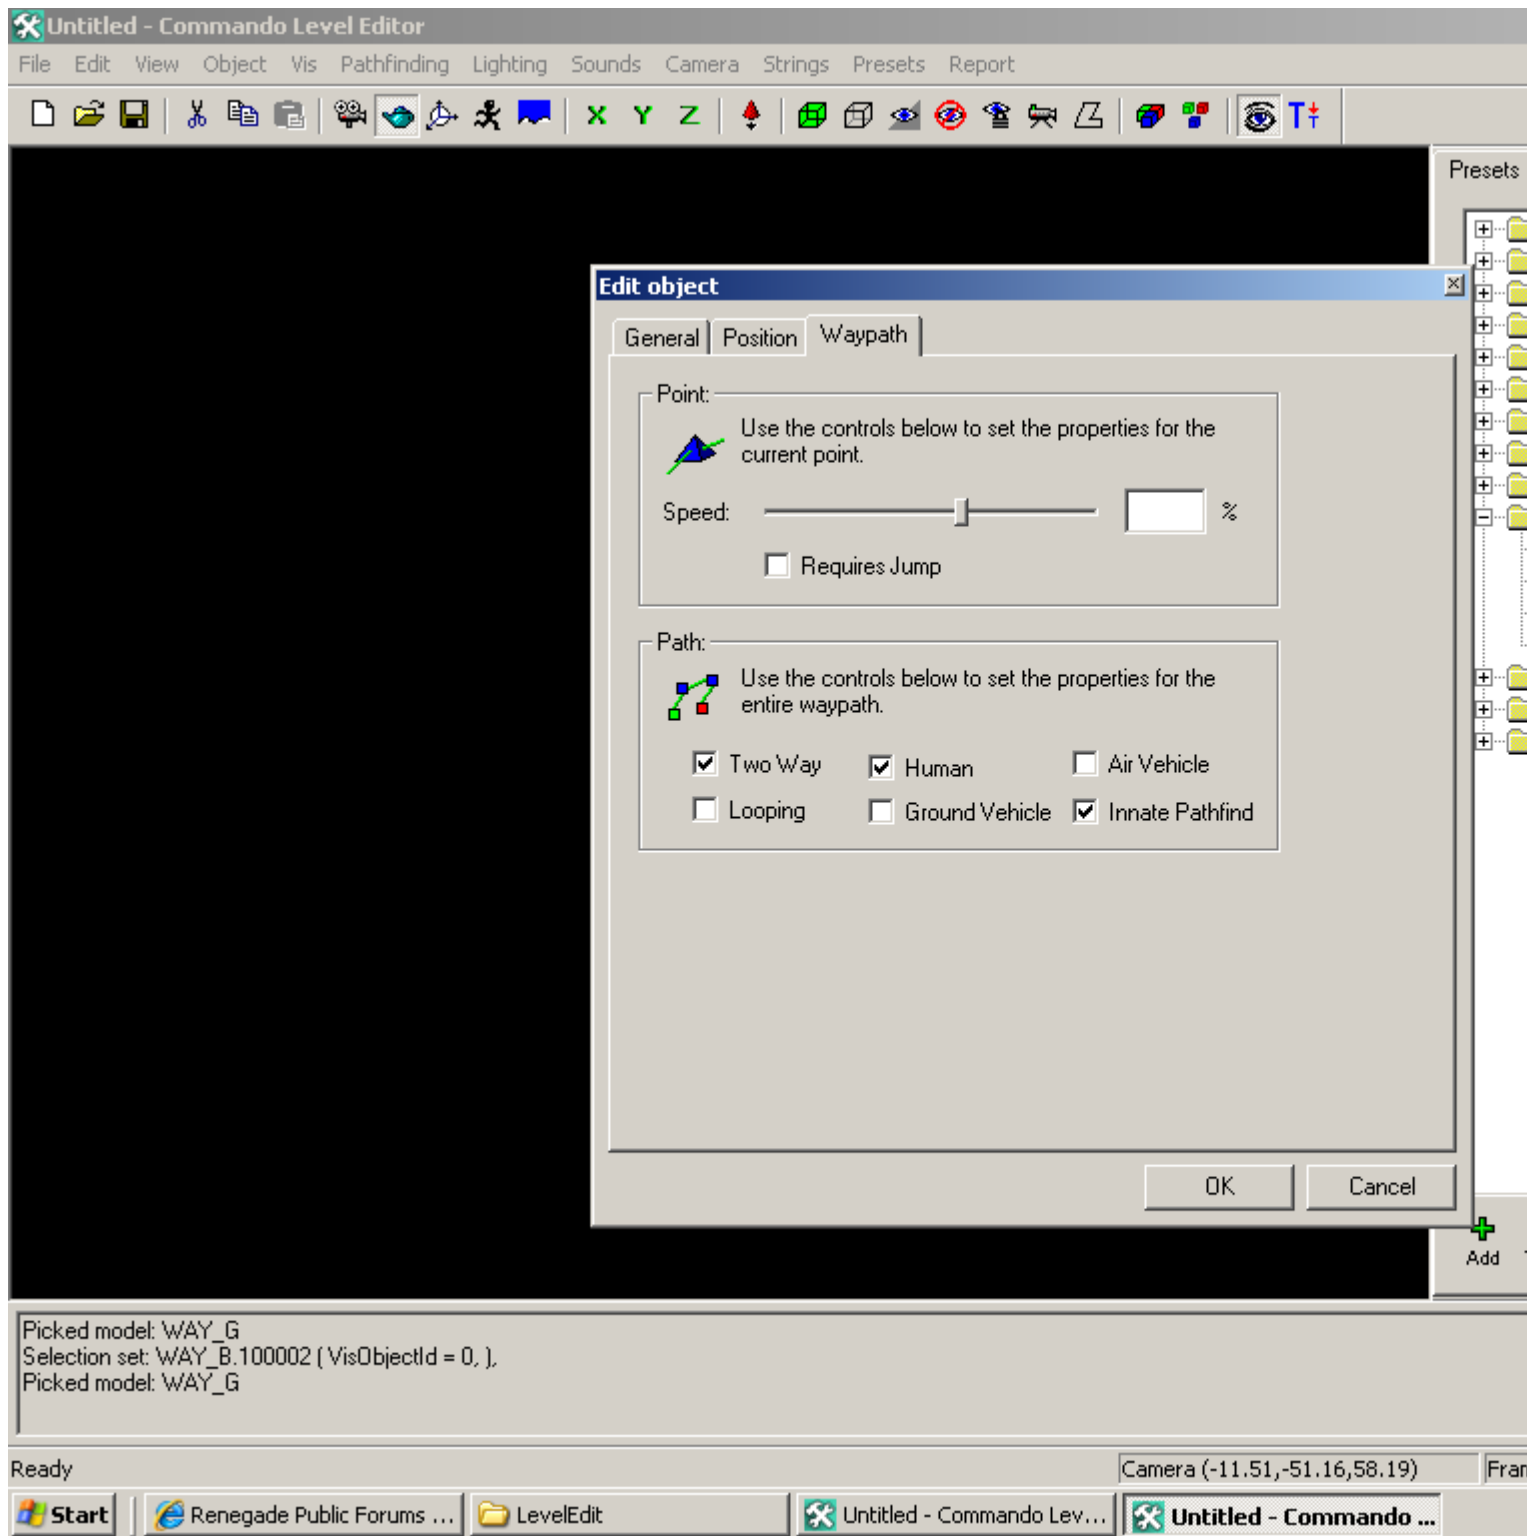 Untitled - Commando Level Editor
File Edit View Object Vis Pathfinding Lighting Sounds Camera Strings Presets Report
X Y Z T
Presets
Edit object
General Position Waypath
Point:
Use the controls below to set the properties for the
current point.
Speed: %
Requires Jump
Path:
Use the controls below to set the properties for the
entire waypath.
Two Way Human Air Vehicle
Looping Ground Vehicle Innate Pathfind
OK Cancel
Add
Picked model: WAY_G
Selection set: WAY_B.100002 ( VisObjectId = 0, ),
Picked model: WAY_G
Ready Camera (-11.51,-51.16,58.19)
Start Renegade Public Forums ... LevelEdit Untitled - Commando Lev... Untitled - Commando ...